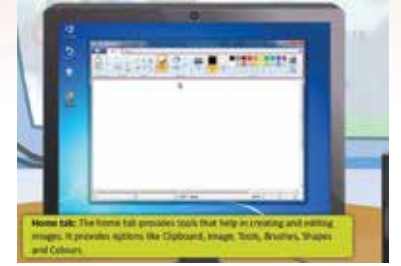 Home tab: The home tab provides tools that help in creating and editing
images. It provides options like Clipboard, Image, Tools, Brushes, Shapes
and Colours.